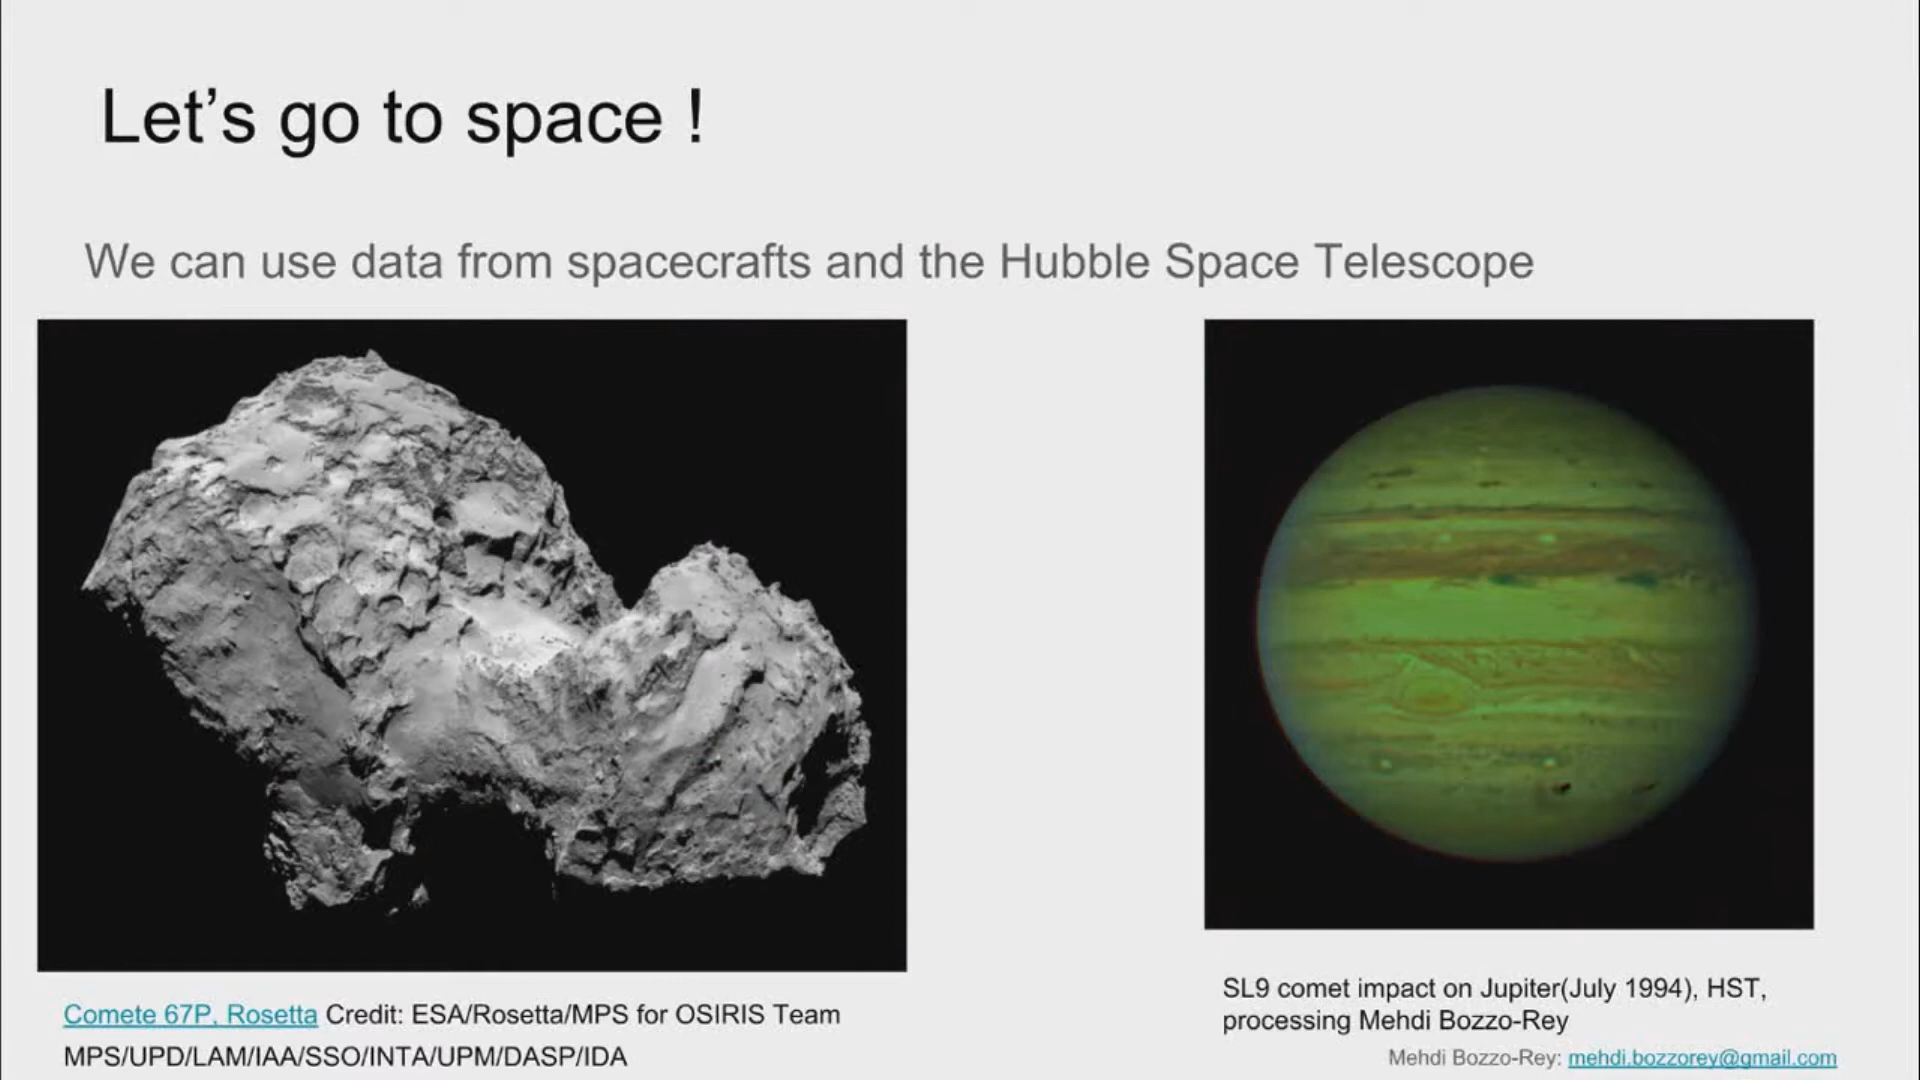 Let's go to space !
We can use data from spacecrafts and the Hubble Space Telescope
Comete 67P, Rosetta Credit: ESA/Rosetta/MPS for OSIRIS Team
MPS/UPD/LAM/IAA/SSO/INTA/UPM/DASP/IDA
SL9 comet impact on Jupiter(July 1994), HST,
processing Mehdi Bozzo-Rey
Mehdi Bozzo-Rey: mehdi.bozzorey@gmail.com